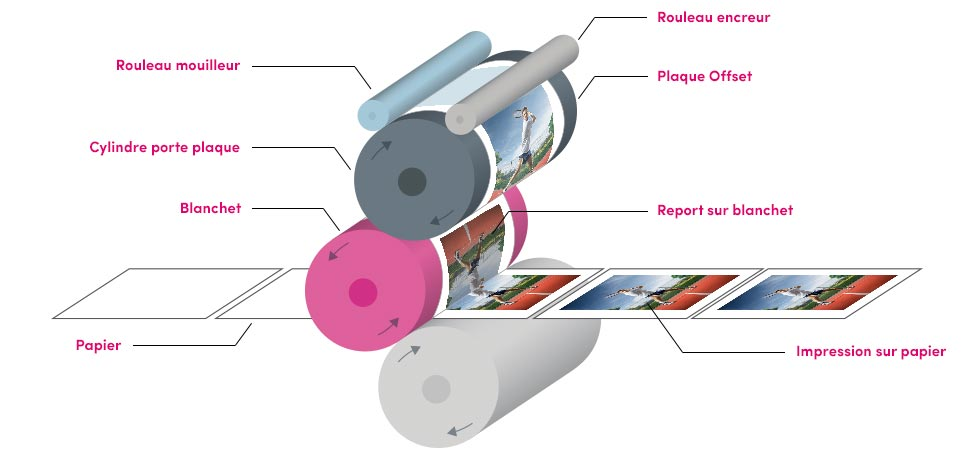 Rouleau encreur
Rouleau mouilleur
Plaque Offset
Cylindre porte plaque
Blanchet
Report sur blanchet
Papier
Impression sur papier